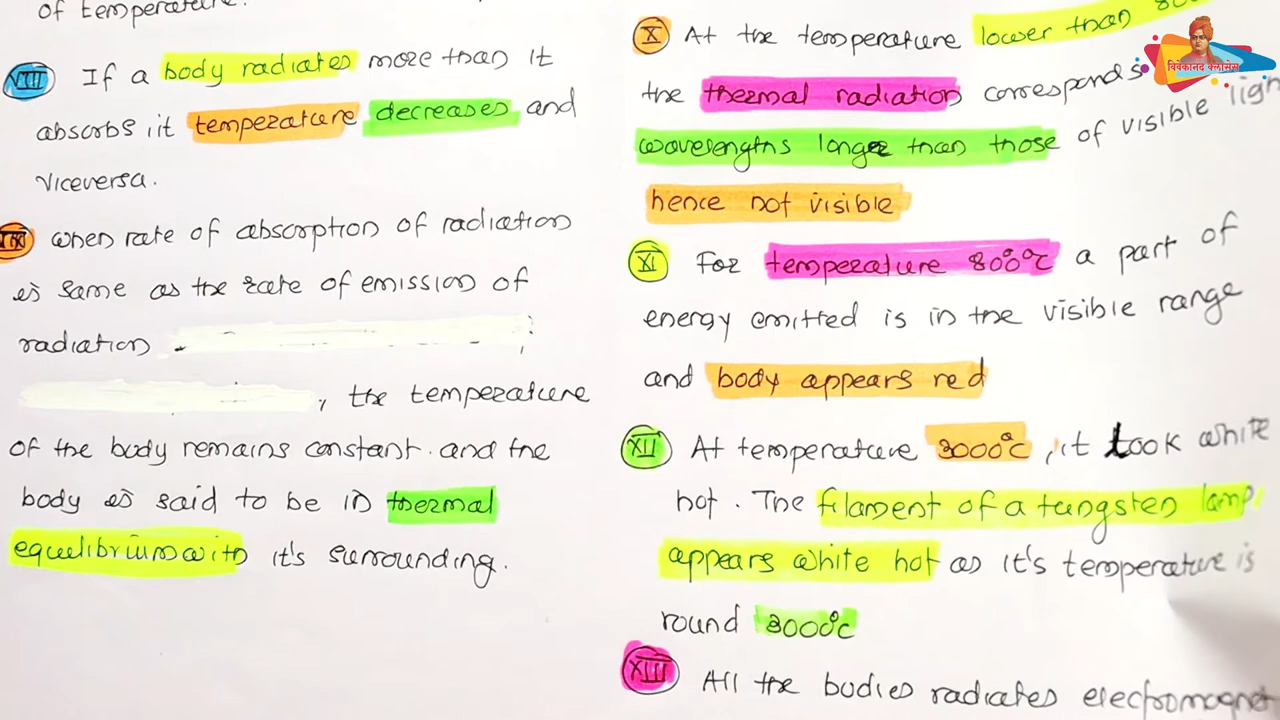 of temperature.
VIII If a body radiates more than it
absorbs it temperature decreases and
viceversa.
IX when rate of absorption of radiation
is same as the rate of emission of
radiation
, the temperature
of the body remains constant. and the
body is said to be in thermal
equilibrium with it's surrounding.
X At the temperature lower than
the thermal radiation corresponds
wavelengths longer than those of visible ligh
hence not visible
XI For temperature 800°c a part of
energy emitted is in the visible range
and body appears red
XII At temperature 3000°c, it took white
hot. The filament of a tungsten lamp
appears white hot as it's temperature is
round 3000°c
XIII All the bodies radiates electromagnet
विवेकानंद क्लासेस